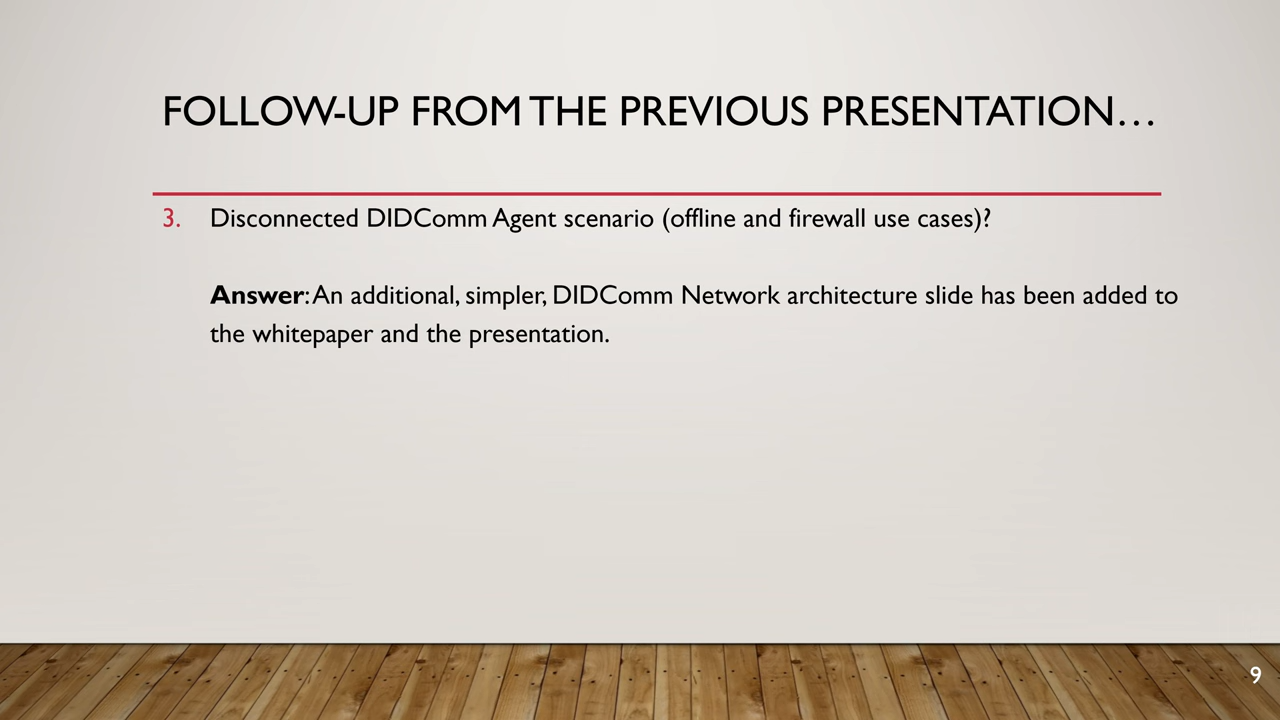 FOLLOW-UP FROM THE PREVIOUS PRESENTATION…
3. Disconnected DIDComm Agent scenario (offline and firewall use cases)?
Answer: An additional, simpler, DIDComm Network architecture slide has been added to
the whitepaper and the presentation.
9